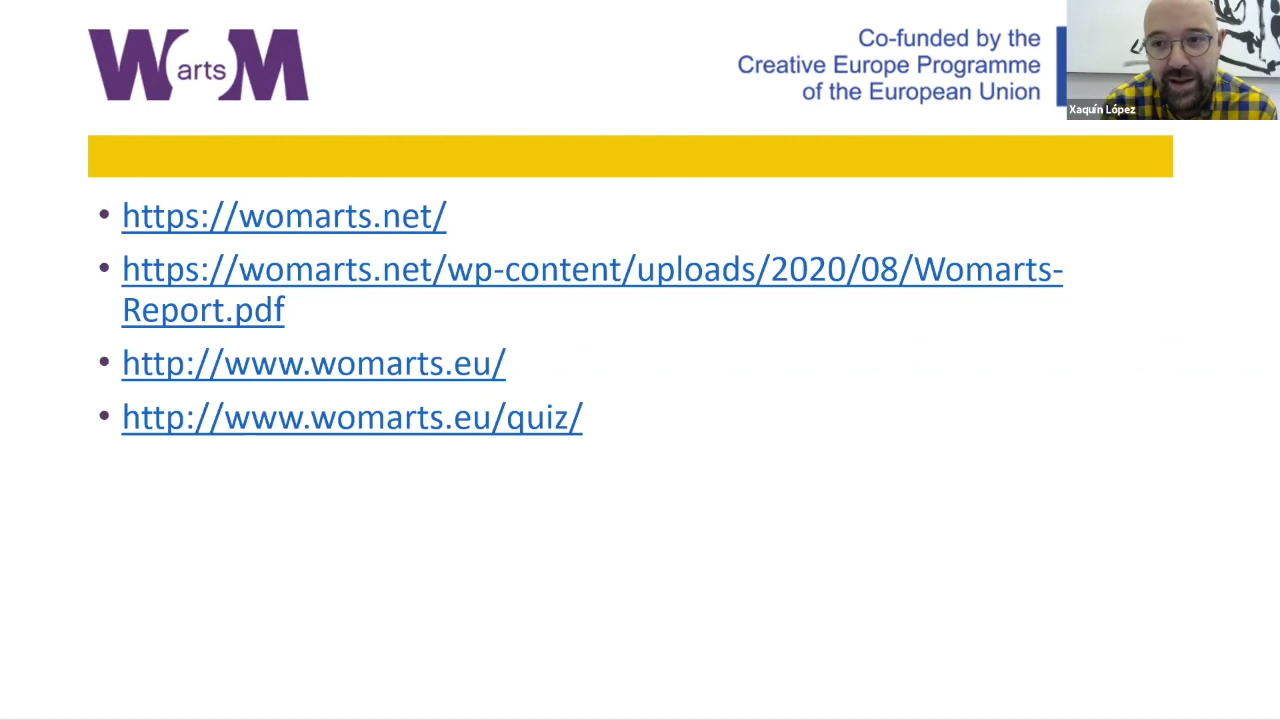 WomartsM
Co-funded by the
Creative Europe Programme
of the European Union
Xaquín López
• https://womarts.net/
• https://womarts.net/wp-content/uploads/2020/08/Womarts-
Report.pdf
• http://www.womarts.eu/
• http://www.womarts.eu/quiz/